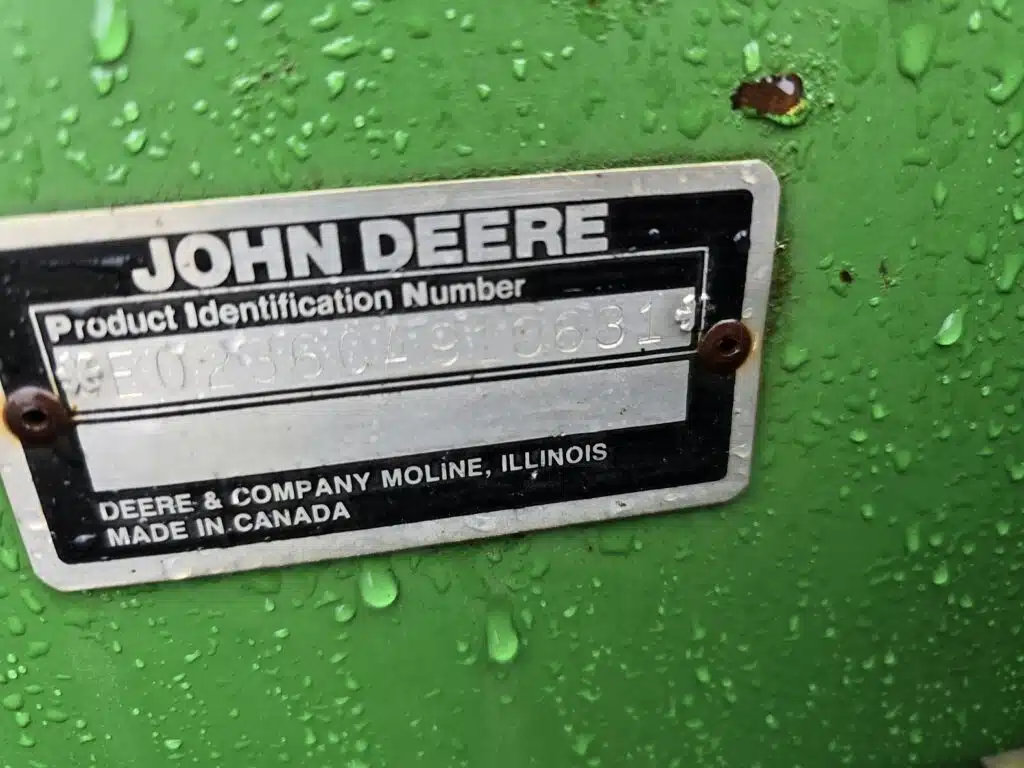 JOHN DEERE
Product Identification Number
DEERE & COMPANY MOLINE, ILLINOIS
MADE IN CANADA